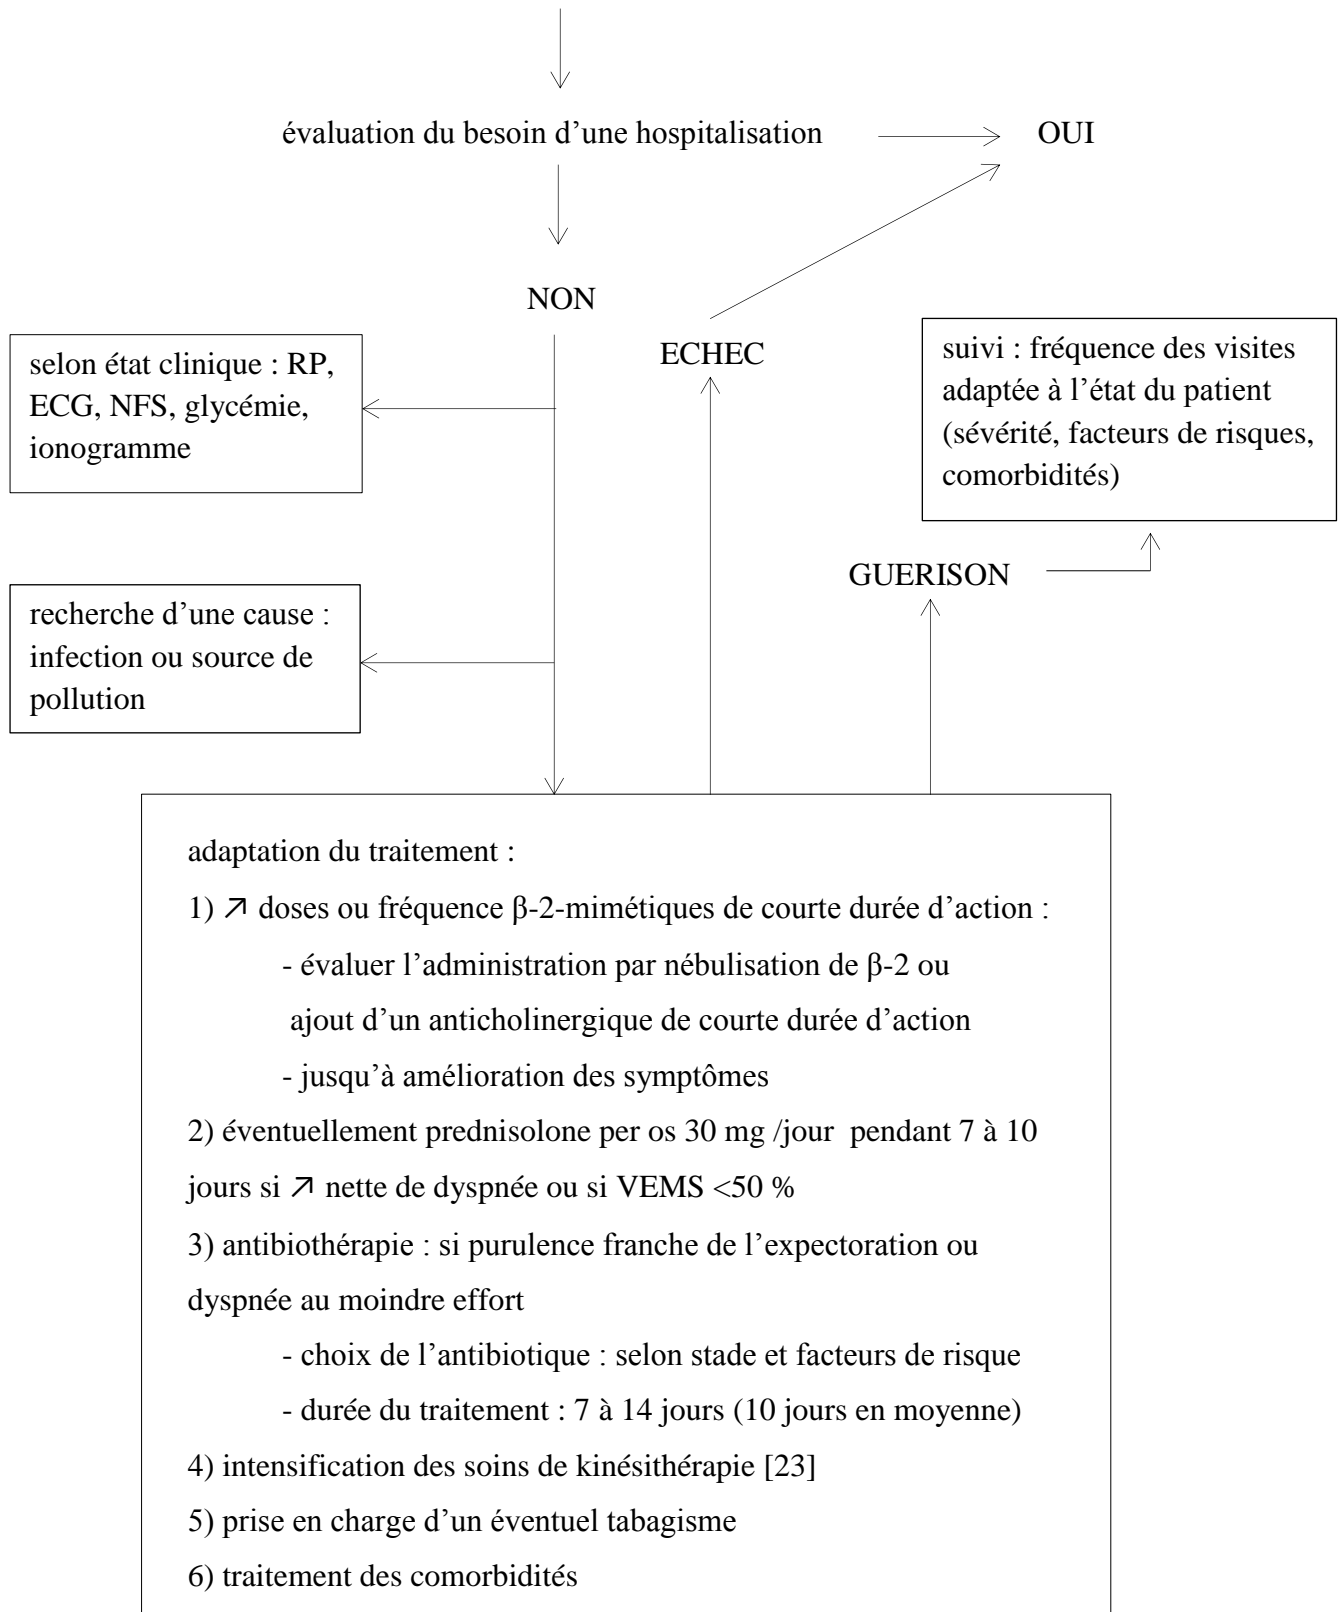 évaluation du besoin d’une hospitalisation
OUI
NON
ECHEC
selon état clinique : RP,
ECG, NFS, glycémie,
ionogramme
suivi : fréquence des visites
adaptée à l’état du patient
(sévérité, facteurs de risques,
comorbidités)
GUERISON
recherche d’une cause :
infection ou source de
pollution
adaptation du traitement :
1) ↗ doses ou fréquence β-2-mimétiques de courte durée d’action :
- évaluer l’administration par nébulisation de β-2 ou
ajout d’un anticholinergique de courte durée d’action
- jusqu’à amélioration des symptômes
2) éventuellement prednisolone per os 30 mg /jour pendant 7 à 10
jours si ↗ nette de dyspnée ou si VEMS <50 %
3) antibiothérapie : si purulence franche de l’expectoration ou
dyspnée au moindre effort
- choix de l’antibiotique : selon stade et facteurs de risque
- durée du traitement : 7 à 14 jours (10 jours en moyenne)
4) intensification des soins de kinésithérapie [23]
5) prise en charge d’un éventuel tabagisme
6) traitement des comorbidités